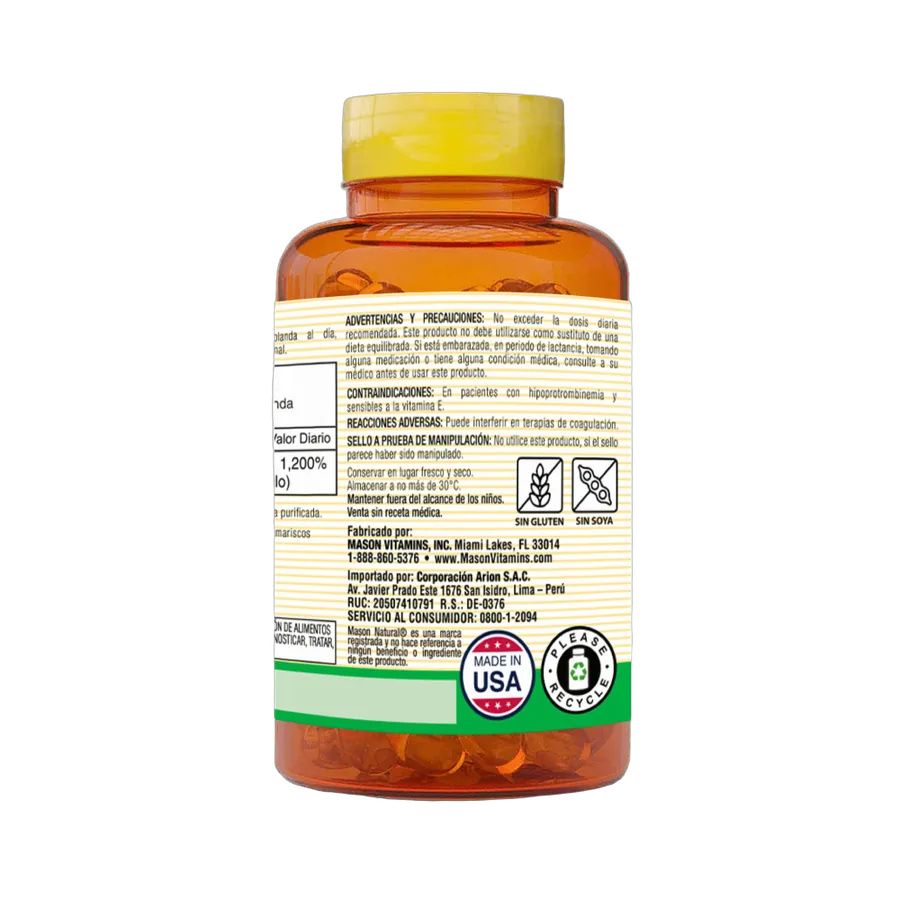 olanda al día,
nal.
nda
Valor Diario
1,200%
lo)
a purificada.
mariscos
ÓN DE ALIMENTOS
NOSTICAR, TRATAR,
ADVERTENCIAS Y PRECAUCIONES: No exceder la dosis diaria
recomendada. Este producto no debe utilizarse como sustituto de una
dieta equilibrada. Si está embarazada, en periodo de lactancia, tomando
alguna medicación o tiene alguna condición médica, consulte a su
médico antes de usar este producto.
CONTRAINDICACIONES: En pacientes con hipoprotrombinemia y
sensibles a la vitamina E.
REACCIONES ADVERSAS: Puede interferir en terapias de coagulación.
SELLO A PRUEBA DE MANIPULACIÓN: No utilice este producto, si el sello
parece haber sido manipulado.
Conservar en lugar fresco y seco.
Almacenar a no más de 30°C.
Mantener fuera del alcance de los niños.
Venta sin receta médica.
SIN GLUTEN
SIN SOYA
Fabricado por:
MASON VITAMINS, INC. Miami Lakes, FL 33014
1-888-860-5376 • www.MasonVitamins.com
Importado por: Corporación Arion S.A.C.
Av. Javier Prado Este 1676 San Isidro, Lima – Perú
RUC: 20507410791 R.S.: DE-0376
SERVICIO AL CONSUMIDOR: 0800-1-2094
Mason Natural® es una marca
registrada y no hace referencia a
ningún beneficio o ingrediente
de este producto.
MADE IN
USA
PLEASE
RECYCLE